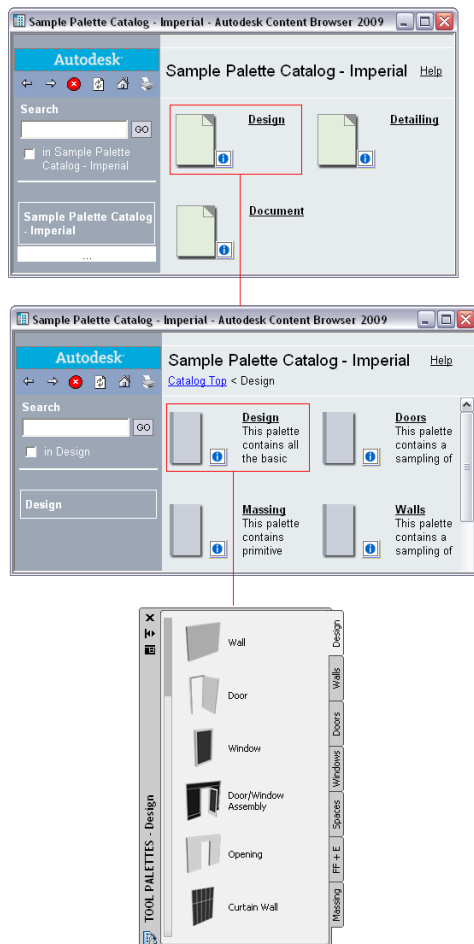 Sample Palette Catalog - Imperial - Autodesk Content Browser 2009
Autodesk
Sample Palette Catalog - Imperial
Help
Search
GO
in Sample Palette
Catalog - Imperial
Sample Palette Catalog
- Imperial
...
Design
Detailing
Document
Sample Palette Catalog - Imperial - Autodesk Content Browser 2009
Autodesk
Sample Palette Catalog - Imperial
Help
Catalog Top < Design
Search
GO
in Design
Design
Design
This palette
contains all
the basic
Doors
This palette
contains a
sampling of
Massing
This palette
contains
primitive
Walls
This palette
contains a
sampling of
TOOL PALETTES - Design
Wall
Door
Window
Door/Window
Assembly
Opening
Curtain Wall
Design
Walls
Doors
Windows
Spaces
FF + E
Massing